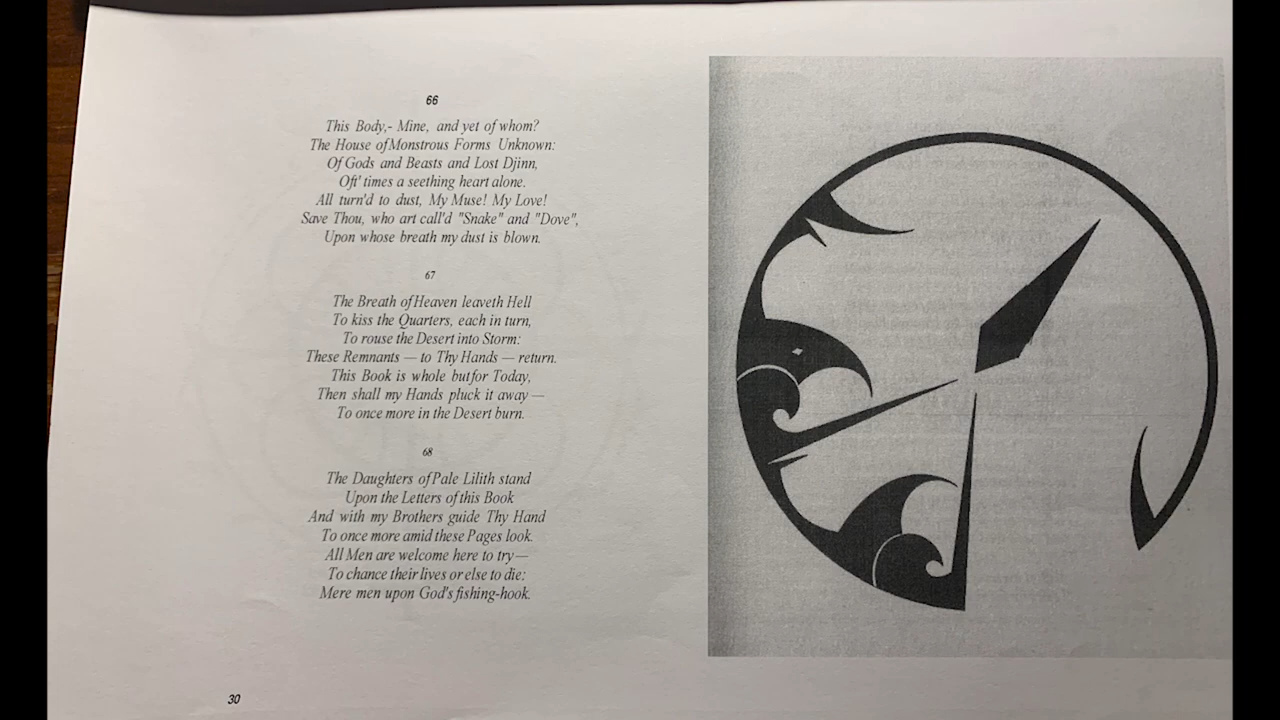 66
This Body,- Mine, and yet of whom?
The House of Monstrous Forms Unknown:
Of Gods and Beasts and Lost Djinn,
Oft' times a seething heart alone.
All turn'd to dust, My Muse! My Love!
Save Thou, who art call'd "Snake" and "Dove",
Upon whose breath my dust is blown.
67
The Breath of Heaven leaveth Hell
To kiss the Quarters, each in turn,
To rouse the Desert into Storm:
These Remnants — to Thy Hands — return.
This Book is whole but for Today,
Then shall my Hands pluck it away —
To once more in the Desert burn.
68
The Daughters of Pale Lilith stand
Upon the Letters of this Book
And with my Brothers guide Thy Hand
To once more amid these Pages look.
All Men are welcome here to try—
To chance their lives or else to die:
Mere men upon God's fishing-hook.
30